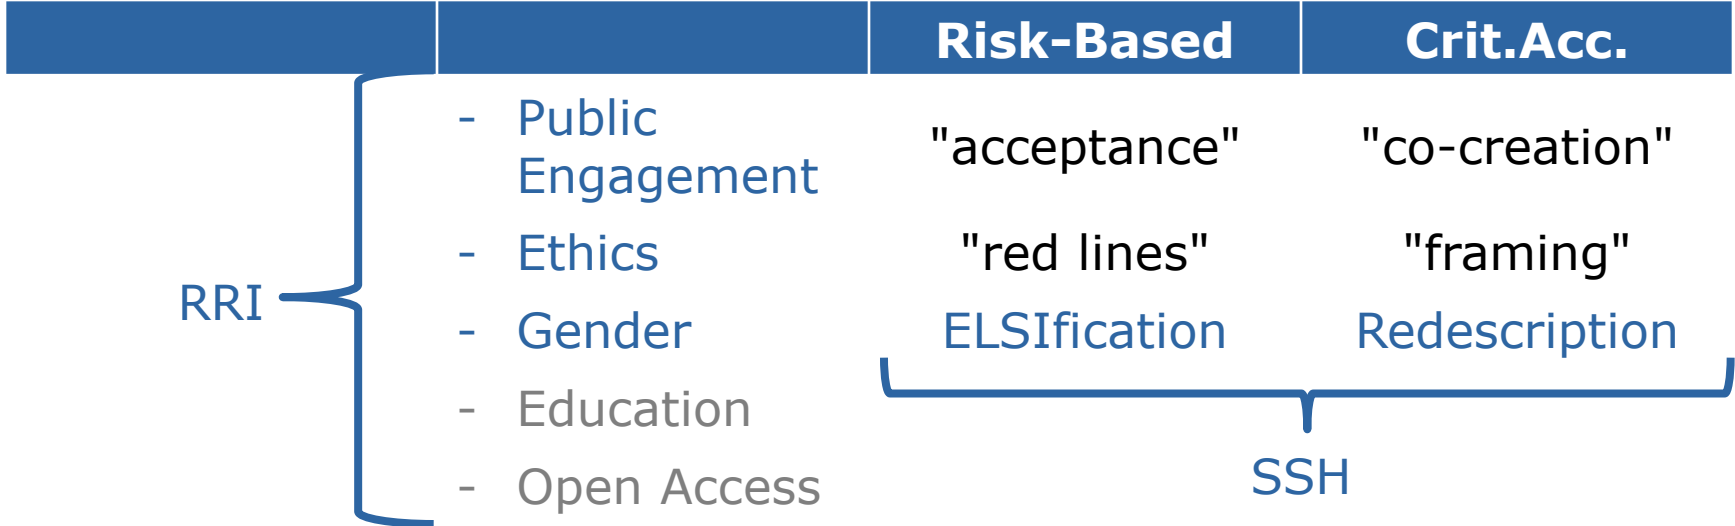 Risk-Based Crit.Acc.
- Public
Engagement
"acceptance" "co-creation"
- Ethics "red lines" "framing"
RRI
- Gender ELSIfication Redescription
- Education
SSH
- Open Access